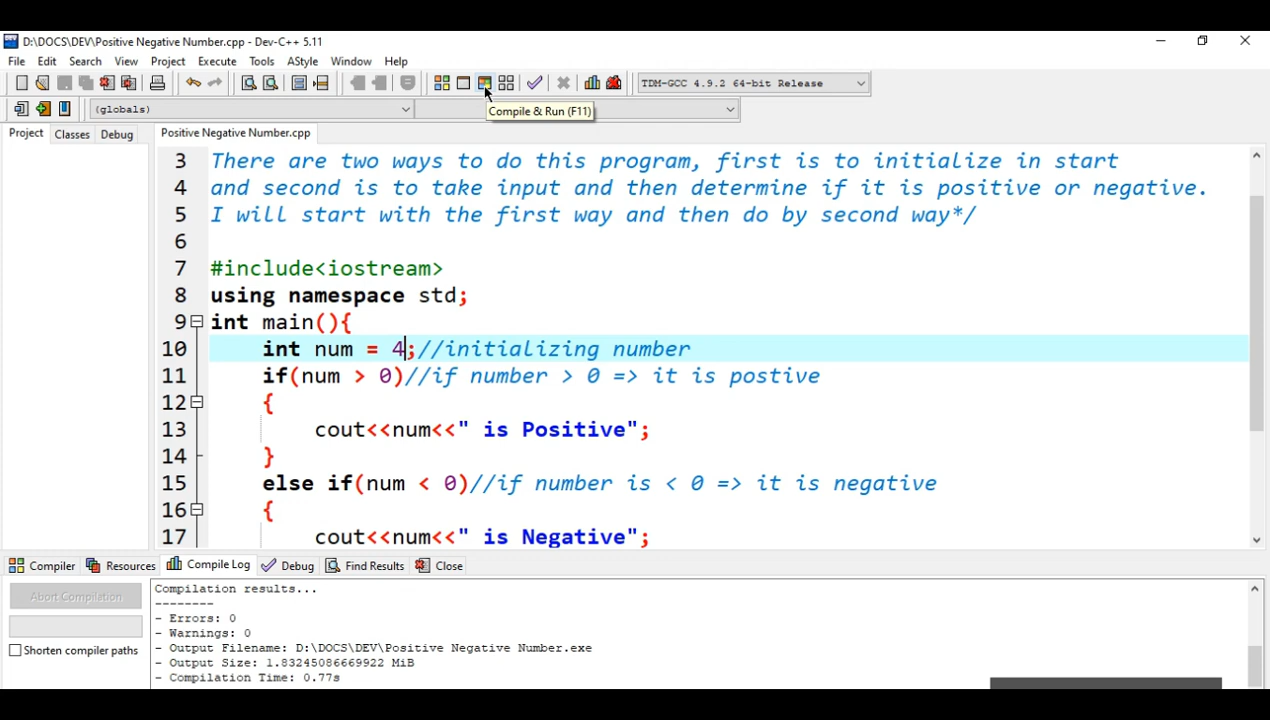 D:\DOCS\DEV\Positive Negative Number.cpp - Dev-C++ 5.11
File Edit Search View Project Execute Tools AStyle Window Help
TDM-GCC 4.9.2 64-bit Release
(globals)
Compile & Run (F11)
Project Classes Debug Positive Negative Number.cpp
3 There are two ways to do this program, first is to initialize in start
4 and second is to take input and then determine if it is positive or negative.
5 I will start with the first way and then do by second way*/
6
7 #include<iostream>
8 using namespace std;
9 int main(){
10 int num = 4;//initializing number
11 if(num > 0)//if number > 0 => it is postive
12 {
13 cout<<num<<" is Positive";
14 }
15 else if(num < 0)//if number is < 0 => it is negative
16 {
17 cout<<num<<" is Negative";
Compiler Resources Compile Log Debug Find Results Close
Abort Compilation
Shorten compiler paths
Compilation results...
--------
- Errors: 0
- Warnings: 0
- Output Filename: D:\DOCS\DEV\Positive Negative Number.exe
- Output Size: 1.83245086669922 MiB
- Compilation Time: 0.77s